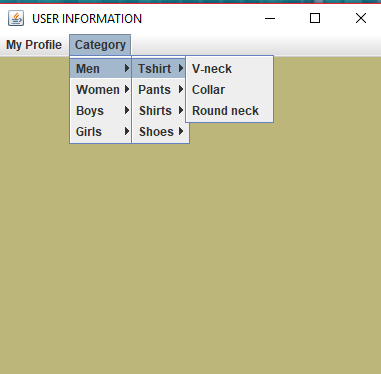 USER INFORMATION
My Profile Category
Men Tshirt V-neck
Women Pants Collar
Boys Shirts Round neck
Girls Shoes